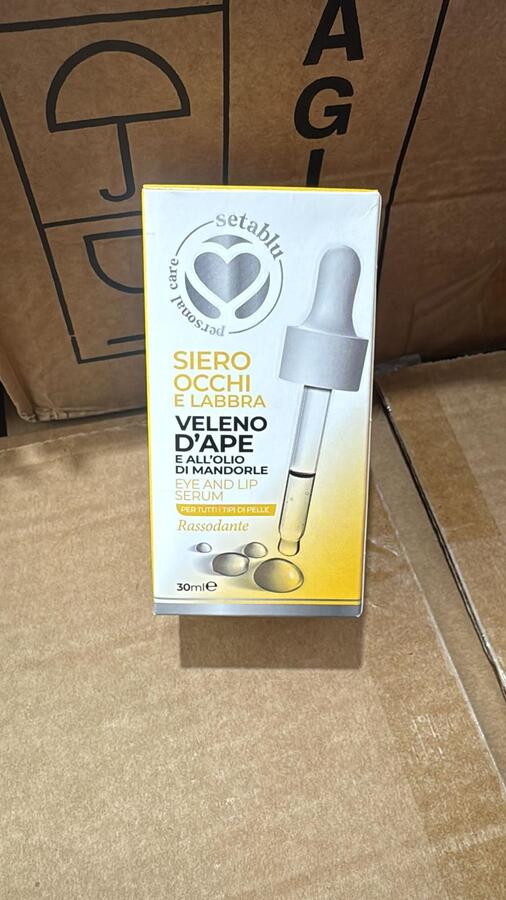 AGI
setablu
personal care
SIERO
OCCHI
E LABBRA
VELENO
D'APE
E ALL'OLIO
DI MANDORLE
EYE AND LIP
SERUM
PER TUTTI I TIPI DI PELLE
Rassodante
30ml℮